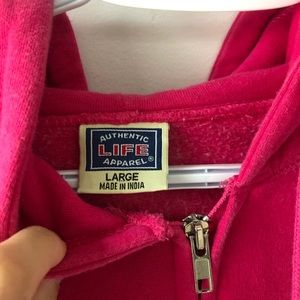 AUTHENTIC
LIFE
APPAREL®
LARGE
MADE IN INDIA